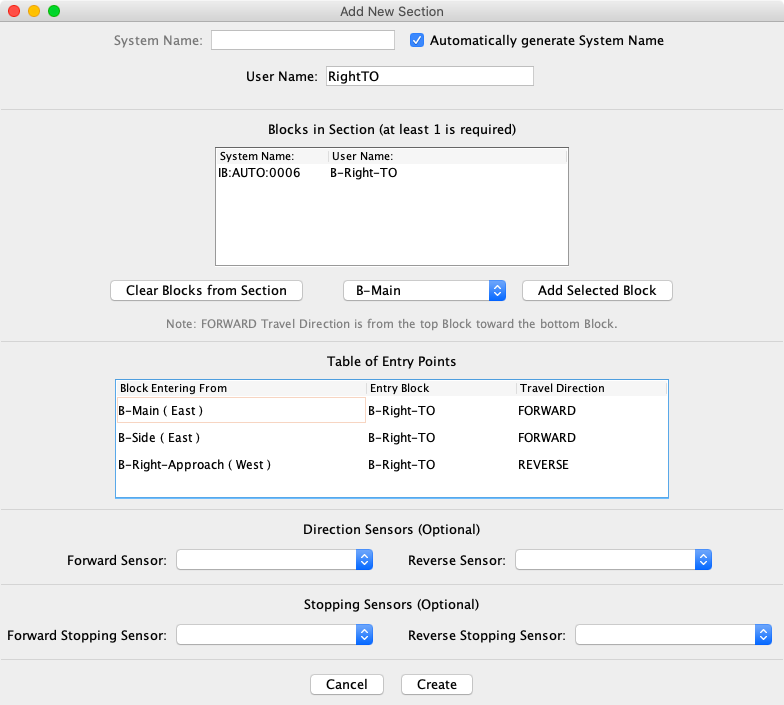 Add New Section
System Name: Automatically generate System Name
User Name: RightTO
Blocks in Section (at least 1 is required)
System Name: User Name:
IB:AUTO:0006 B-Right-TO
Clear Blocks from Section B-Main Add Selected Block
Note: FORWARD Travel Direction is from the top Block toward the bottom Block.
Table of Entry Points
Block Entering From Entry Block Travel Direction
B-Main ( East ) B-Right-TO FORWARD
B-Side ( East ) B-Right-TO FORWARD
B-Right-Approach ( West ) B-Right-TO REVERSE
Direction Sensors (Optional)
Forward Sensor: Reverse Sensor:
Stopping Sensors (Optional)
Forward Stopping Sensor: Reverse Stopping Sensor:
Cancel Create